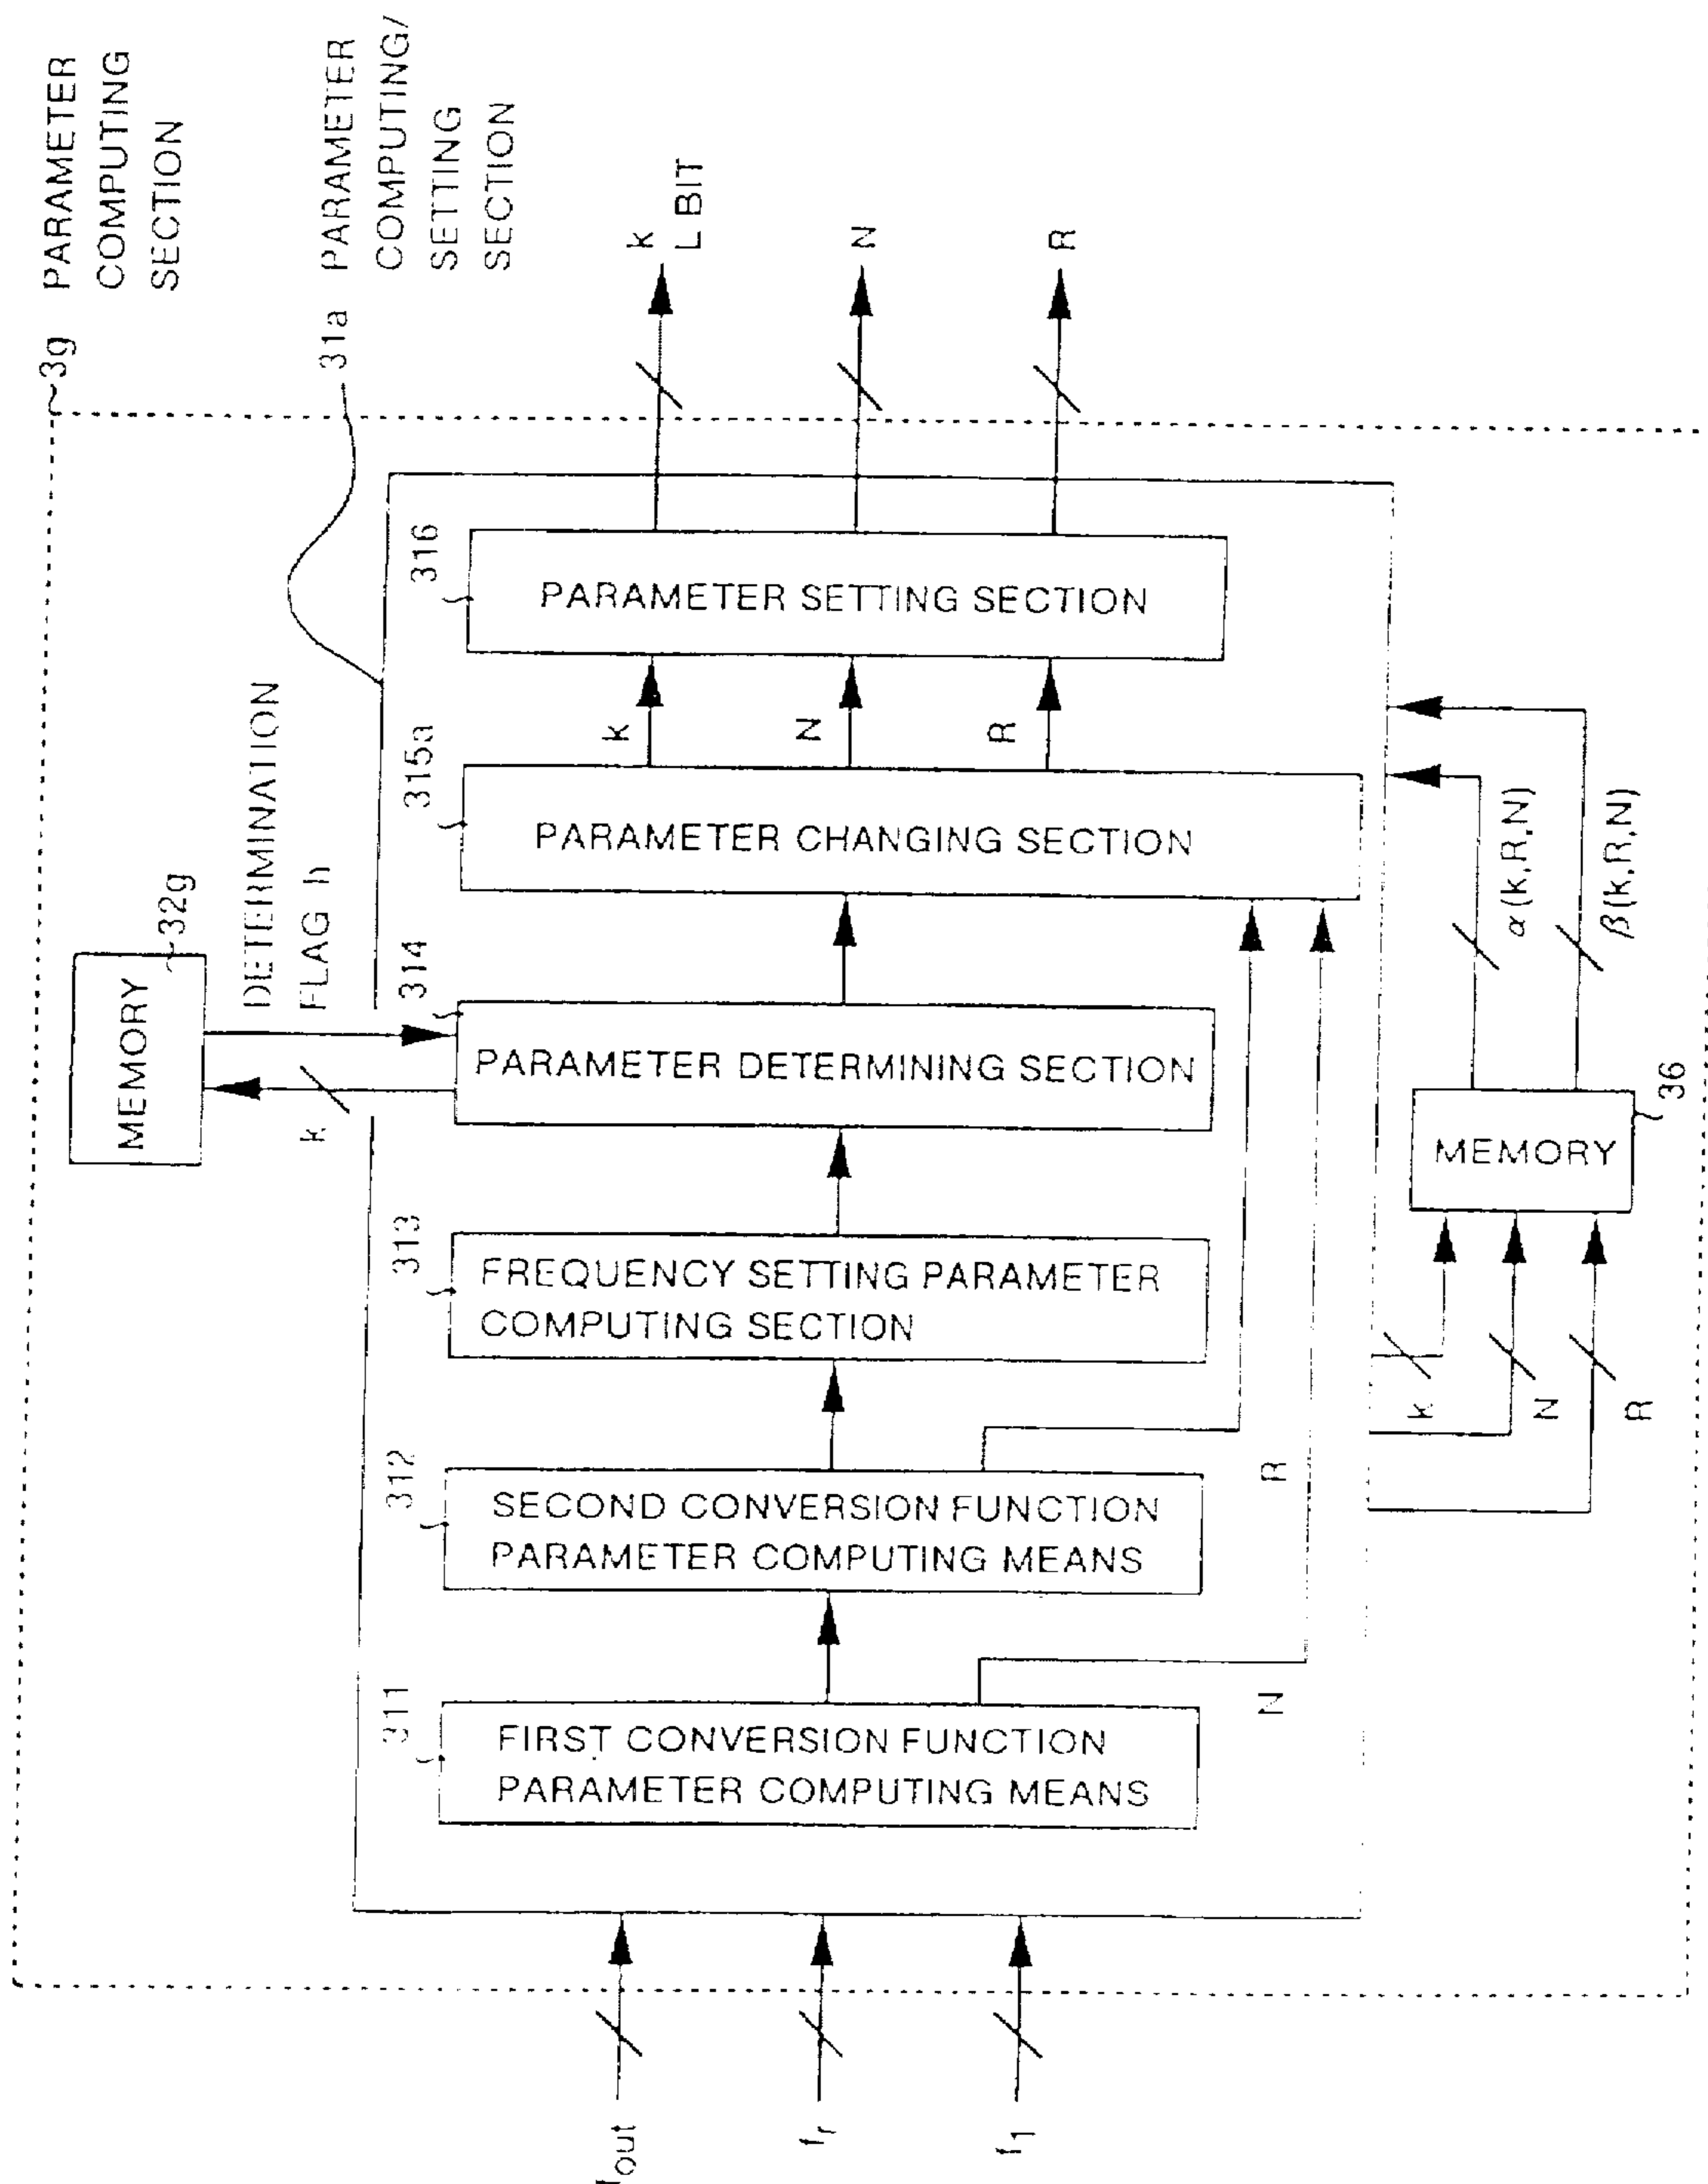 3g PARAMETER
COMPUTING
SECTION
31a PARAMETER
COMPUTING/
SETTING
SECTION
k
L BIT
N
R
316
PARAMETER SETTING SECTION
k
N
R
315a
PARAMETER CHANGING SECTION
α(k,R,N)
β(k,R,N)
MEMORY
32g
DETERMINATION
FLAG h
k
314
PARAMETER DETERMINING SECTION
MEMORY
36
k
N
R
313
FREQUENCY SETTING PARAMETER
COMPUTING SECTION
312
SECOND CONVERSION FUNCTION
PARAMETER COMPUTING MEANS
R
311
FIRST CONVERSION FUNCTION
PARAMETER COMPUTING MEANS
N
fout
fr
f1